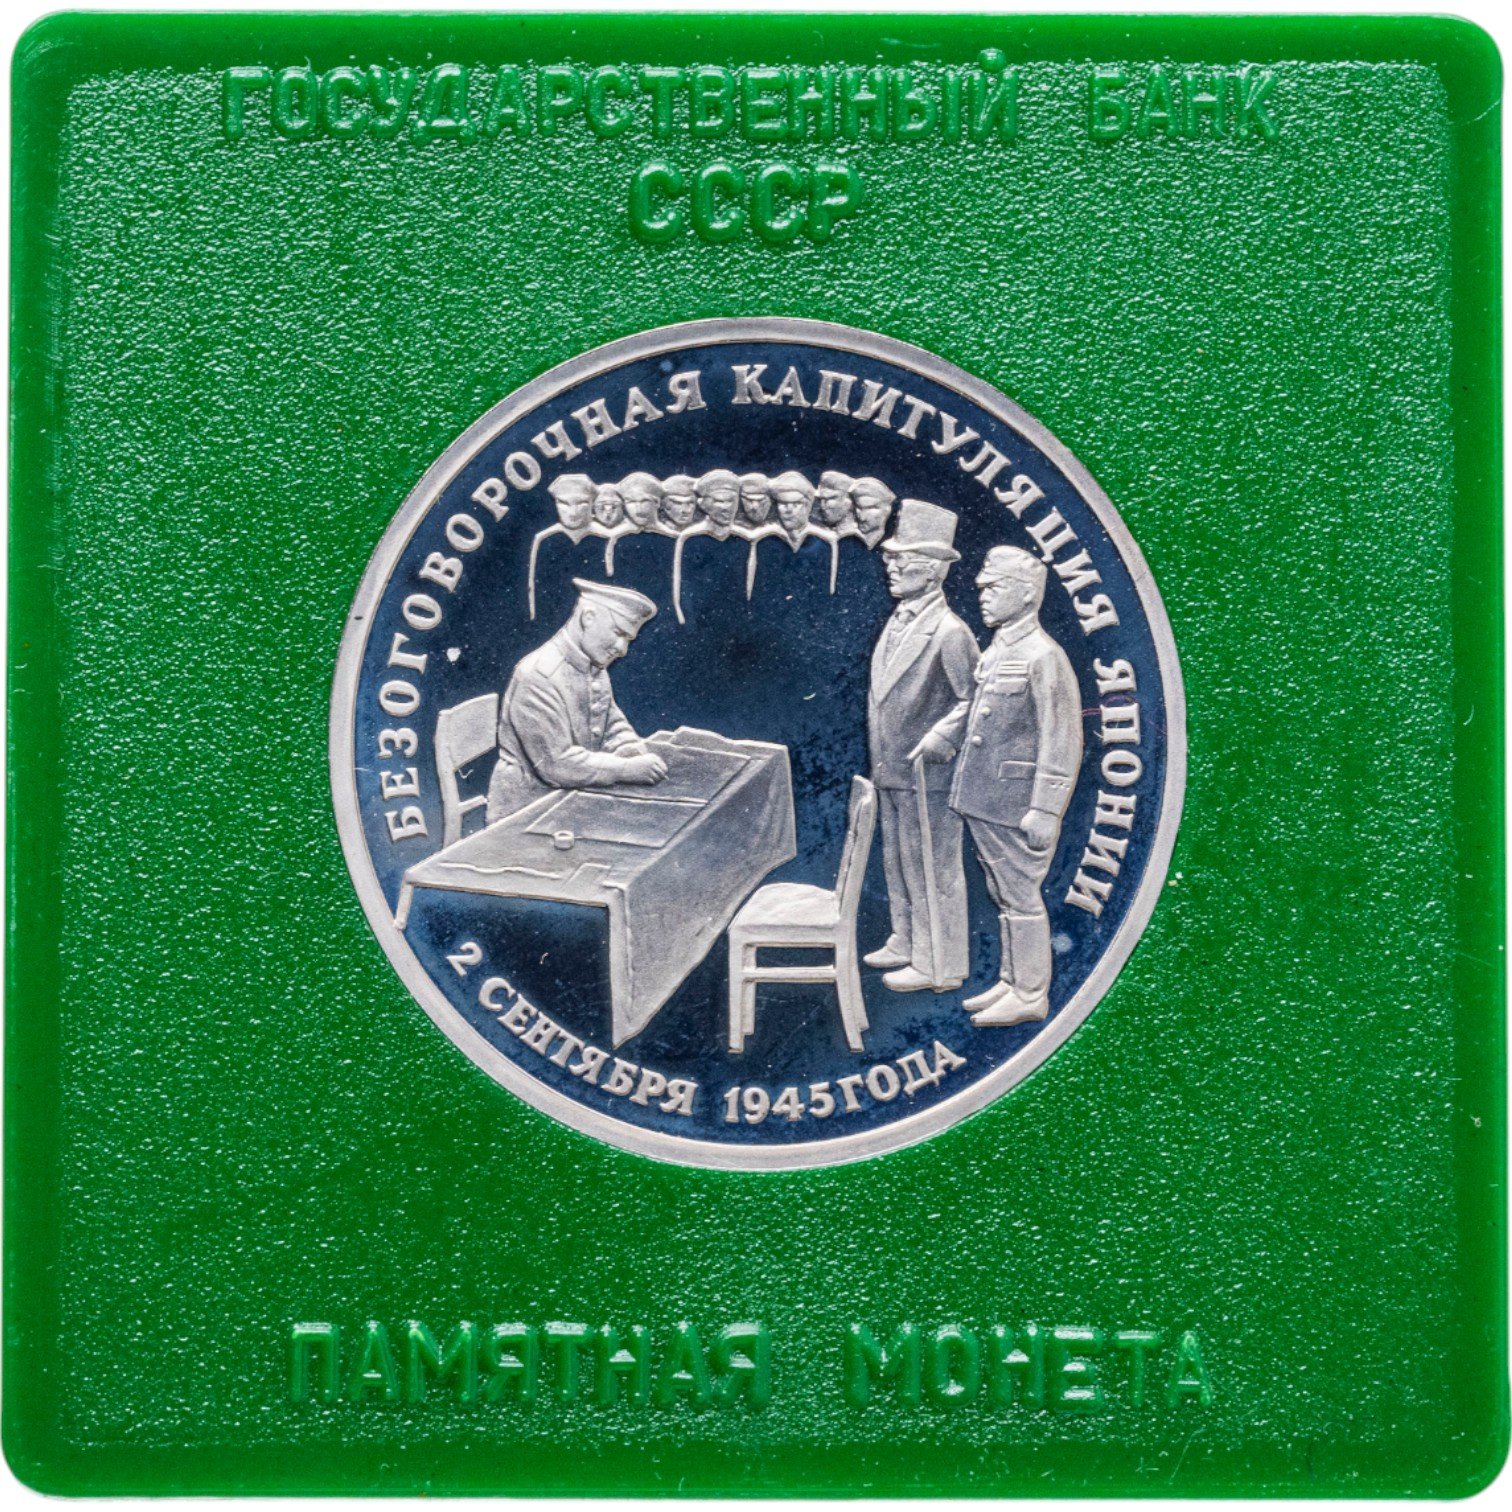 ГОСУДАРСТВЕННЫЙ БАНК
СССР
БЕЗОГОВОРОЧНАЯ КАПИТУЛЯЦИЯ ЯПОНИИ
2 СЕНТЯБРЯ 1945 ГОДА
ПАМЯТНАЯ МОНЕТА